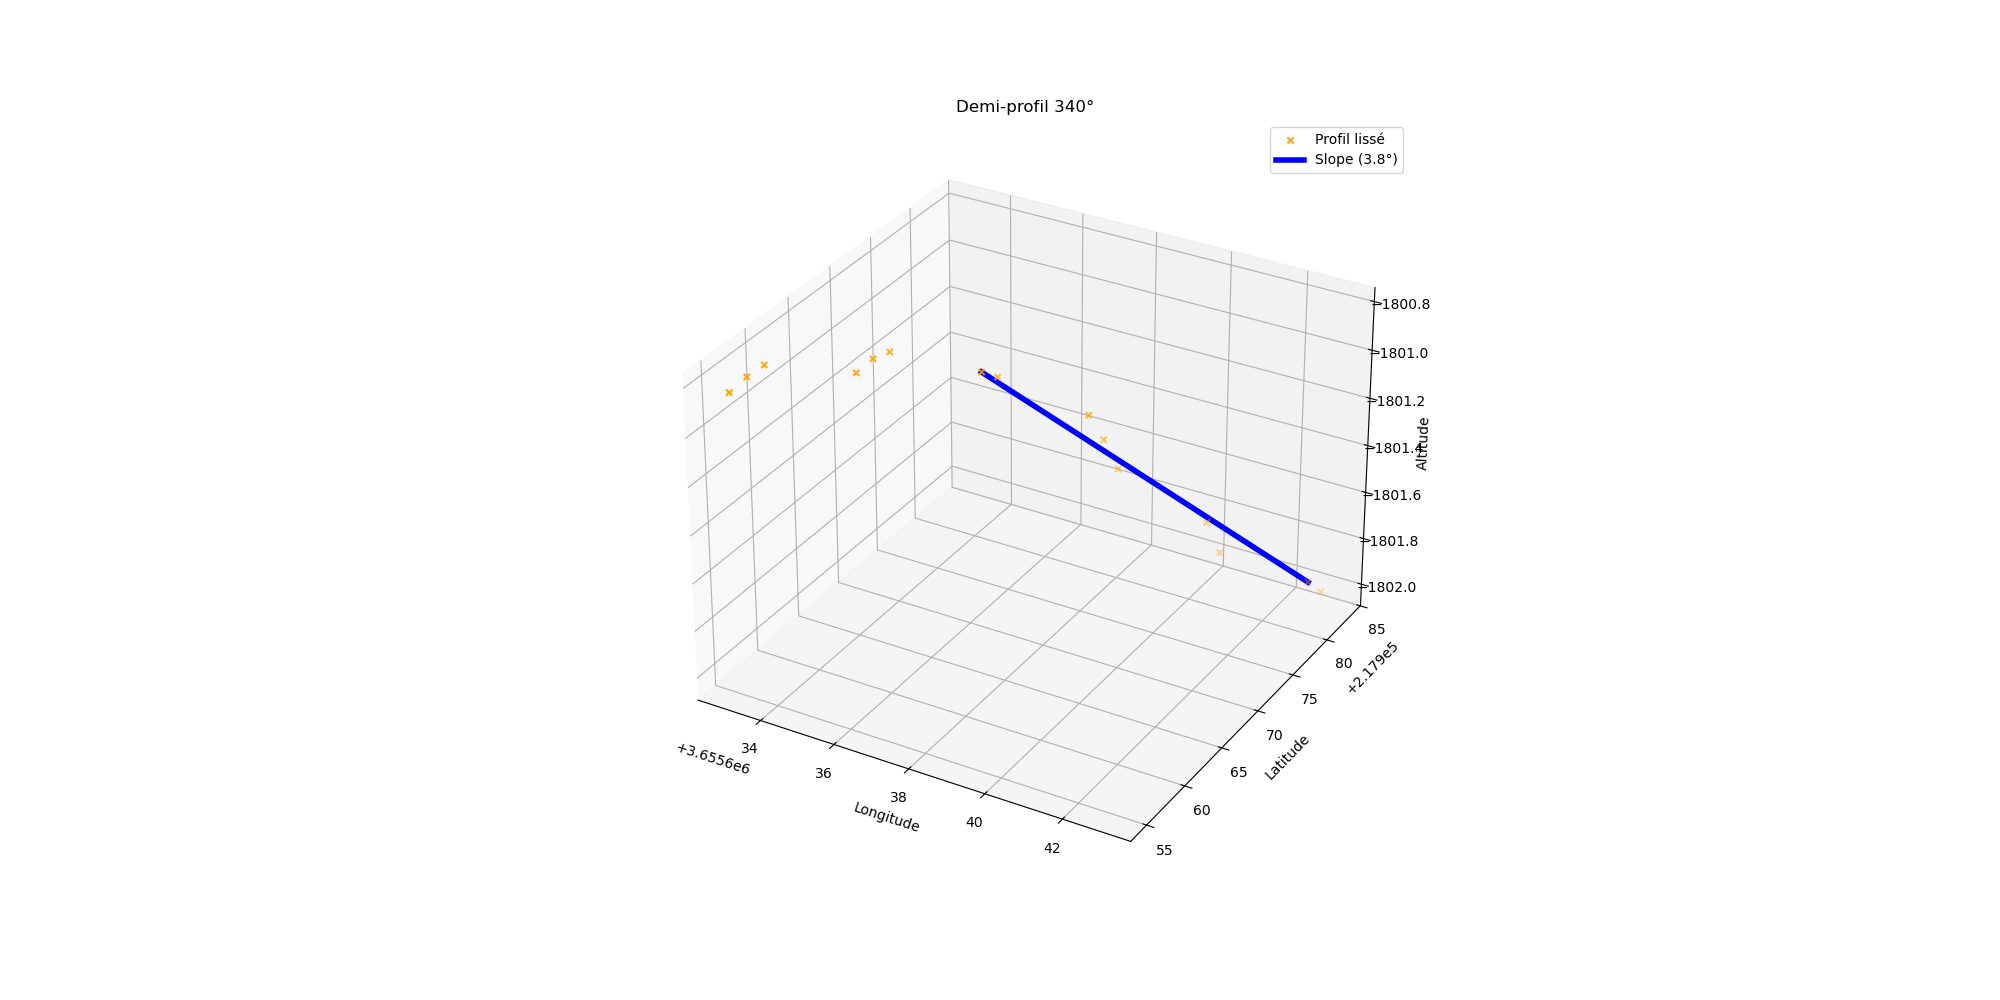 Demi-profil 340°
Profil lissé
Slope (3.8°)
−1800.8
−1801.0
−1801.2
−1801.4
−1801.6
−1801.8
−1802.0
Altitude
85
80
75
70
65
60
55
+2.179e5
Latitude
34
36
38
40
42
+3.6556e6
Longitude